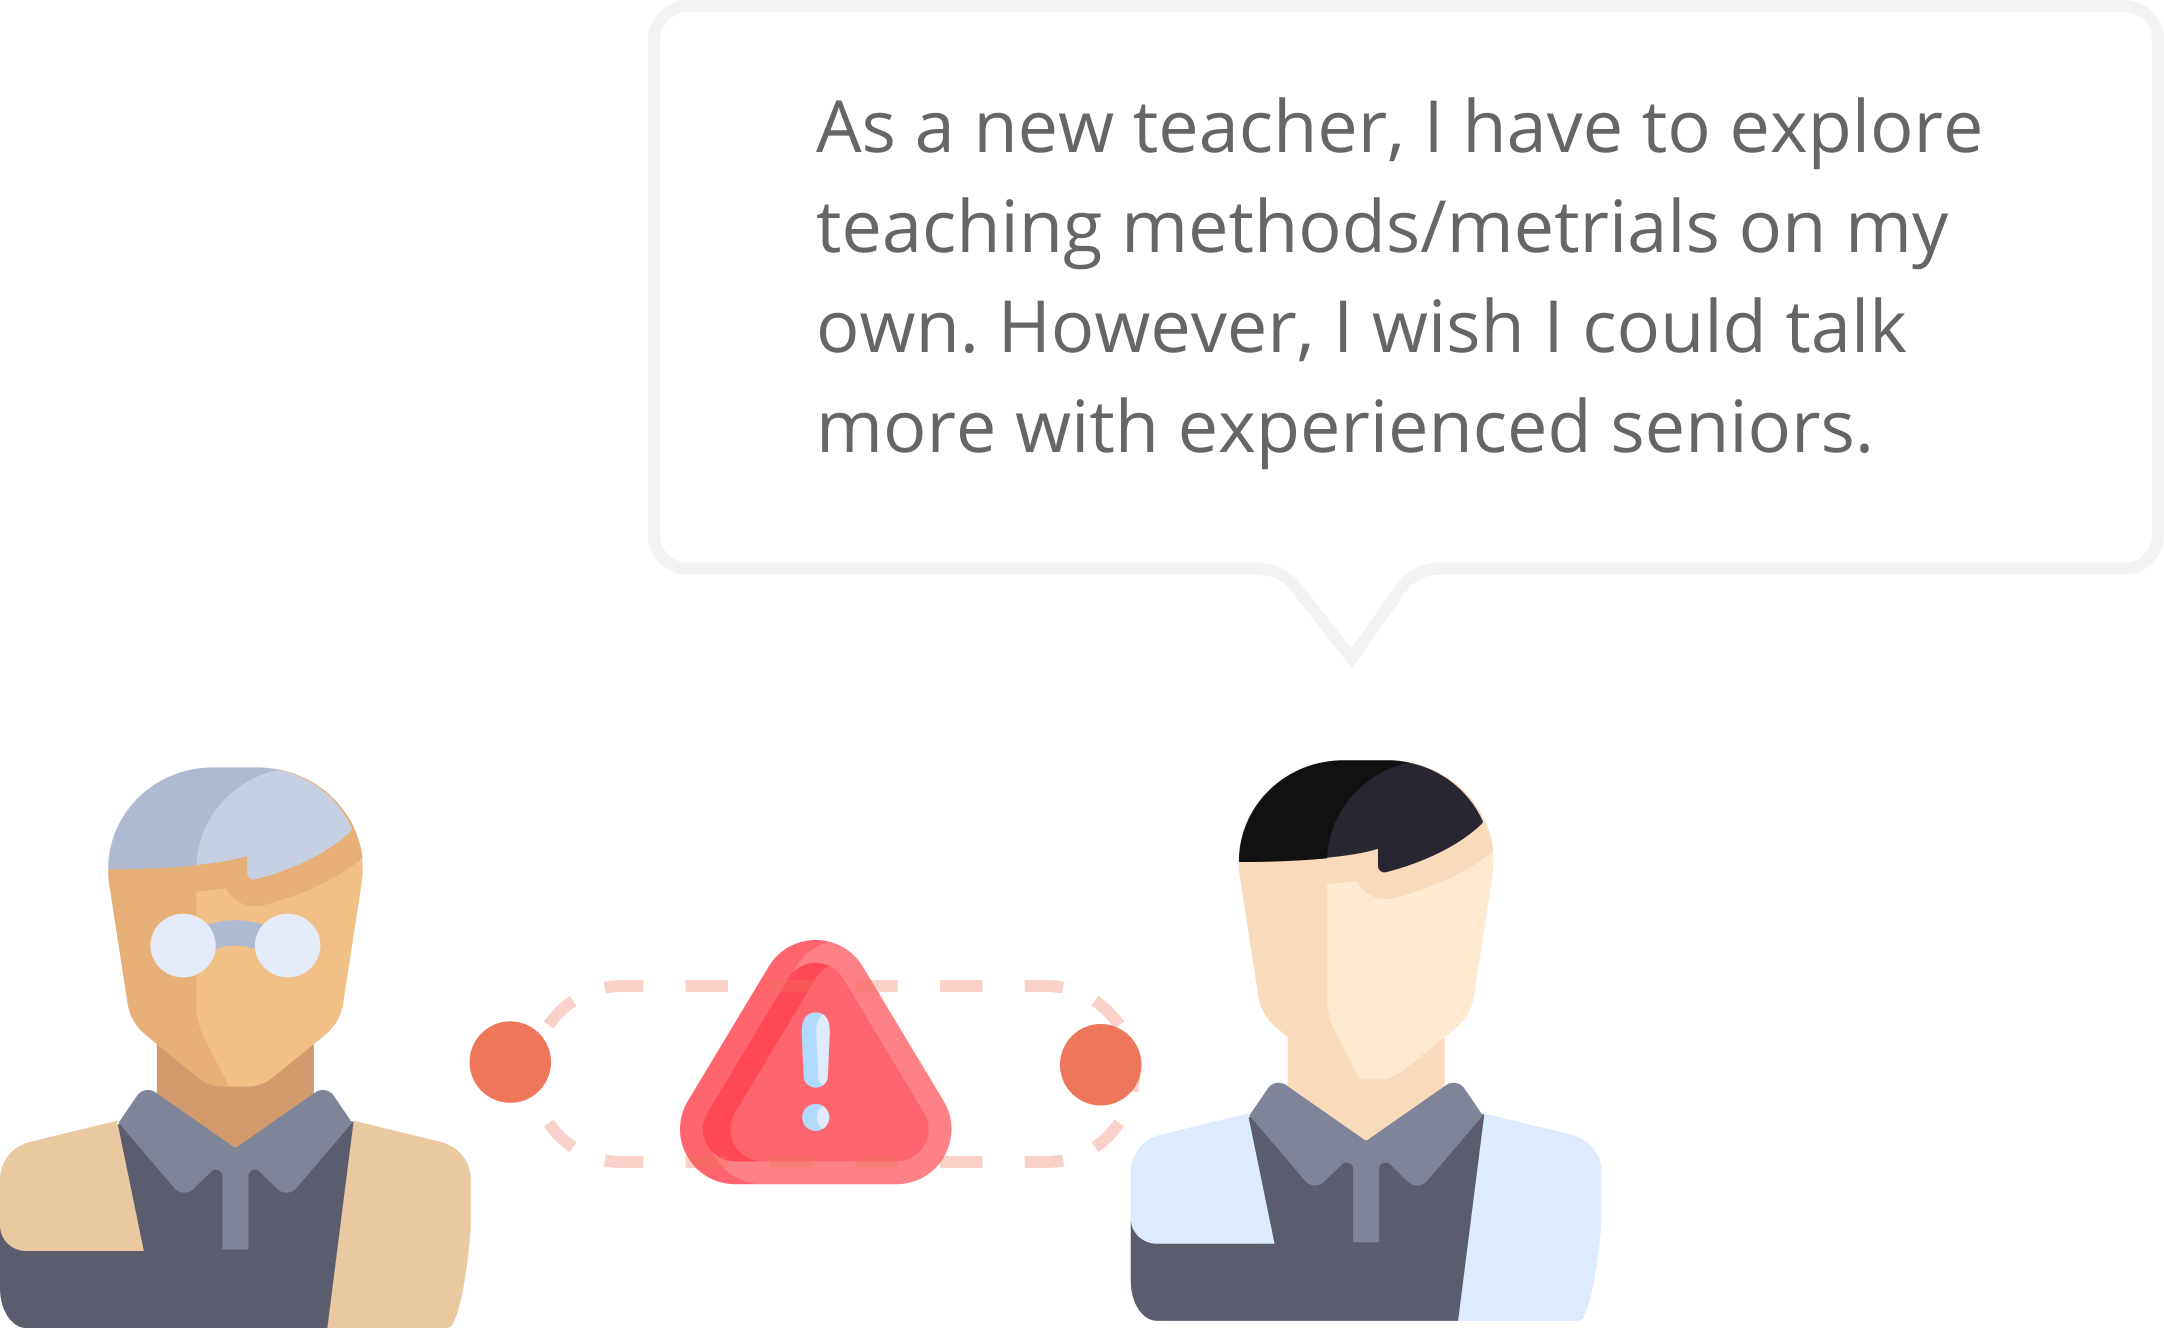 As a new teacher, I have to explore
teaching methods/metrials on my
own. However, I wish I could talk
more with experienced seniors.